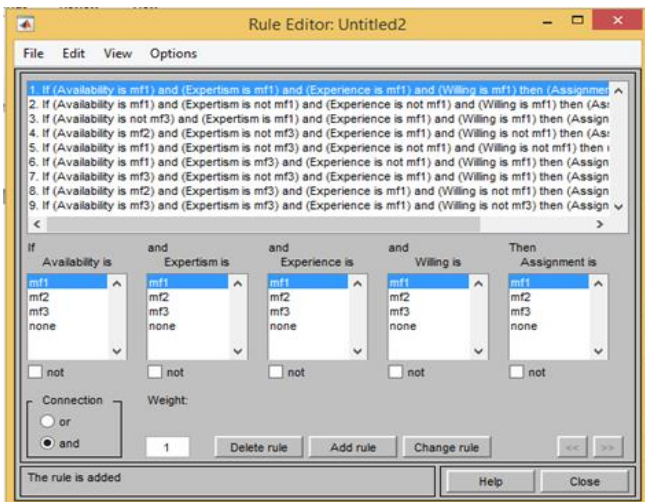 Rule Editor: Untitled2
File Edit View Options
1. If (Availability is mf1) and (Expertism is mf1) and (Experience is mf1) and (Willing is mf1) then (Assignmer
2. If (Availability is mf1) and (Expertism is not mf1) and (Experience is not mf1) and (Willing is mf1) then (As
3. If (Availability is not mf3) and (Expertism is mf1) and (Experience is mf1) and (Willing is mf1) then (Assign
4. If (Availability is mf2) and (Expertism is not mf3) and (Experience is mf1) and (Willing is not mf1) then (As
5. If (Availability is mf1) and (Expertism is not mf3) and (Experience is not mf1) and (Willing is not mf1) then
6. If (Availability is mf1) and (Expertism is mf3) and (Experience is not mf1) and (Willing is mf1) then (Assign
7. If (Availability is mf3) and (Expertism is not mf3) and (Experience is mf1) and (Willing is mf1) then (Assign
8. If (Availability is mf2) and (Expertism is mf3) and (Experience is mf1) and (Willing is not mf1) then (Assign
9. If (Availability is mf3) and (Expertism is mf3) and (Experience is mf1) and (Willing is not mf3) then (Assign
If and and and Then
Availability is Expertism is Experience is Willing is Assignment is
mf1 mf1 mf1 mf1 mf1
mf2 mf2 mf2 mf2 mf2
mf3 mf3 mf3 mf3 mf3
none none none none none
not not not not not
Connection Weight:
or
and 1 Delete rule Add rule Change rule << >>
The rule is added Help Close